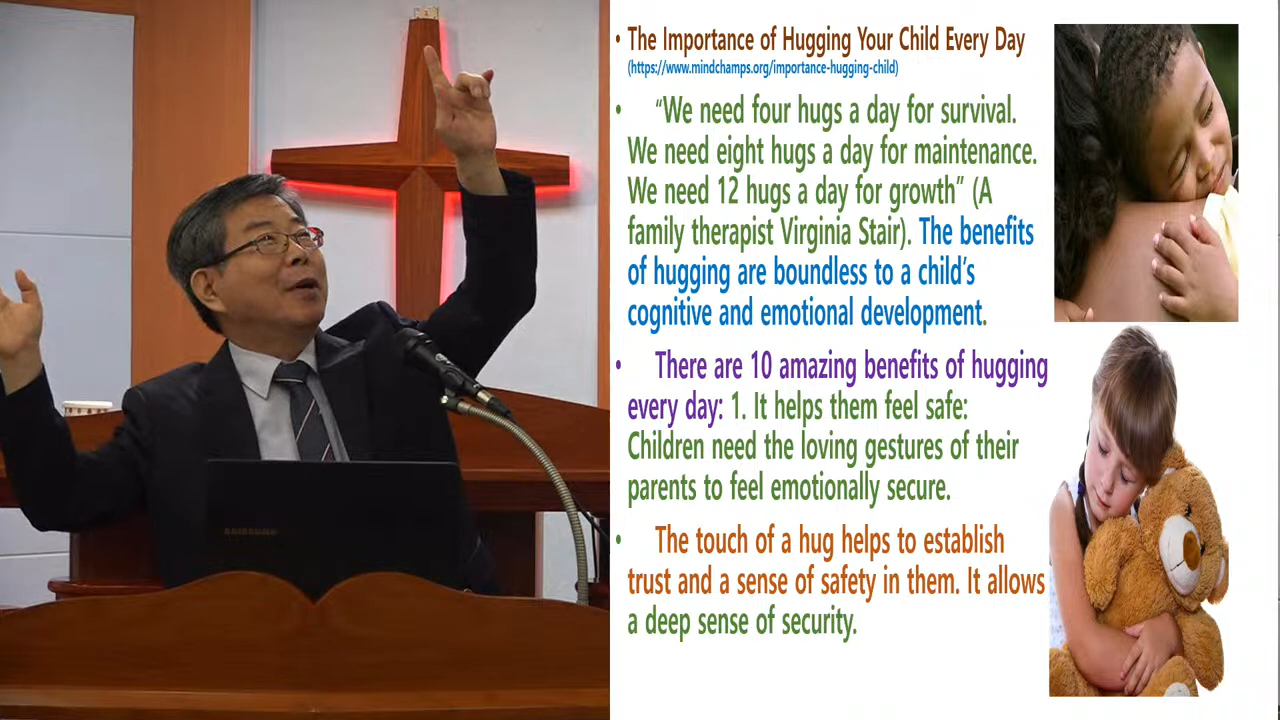 SAMSUNG
• The Importance of Hugging Your Child Every Day
(https://www.mindchamps.org/importance-hugging-child)
• “We need four hugs a day for survival.
We need eight hugs a day for maintenance.
We need 12 hugs a day for growth” (A
family therapist Virginia Stair). The benefits
of hugging are boundless to a child’s
cognitive and emotional development.
• There are 10 amazing benefits of hugging
every day: 1. It helps them feel safe:
Children need the loving gestures of their
parents to feel emotionally secure.
• The touch of a hug helps to establish
trust and a sense of safety in them. It allows
a deep sense of security.